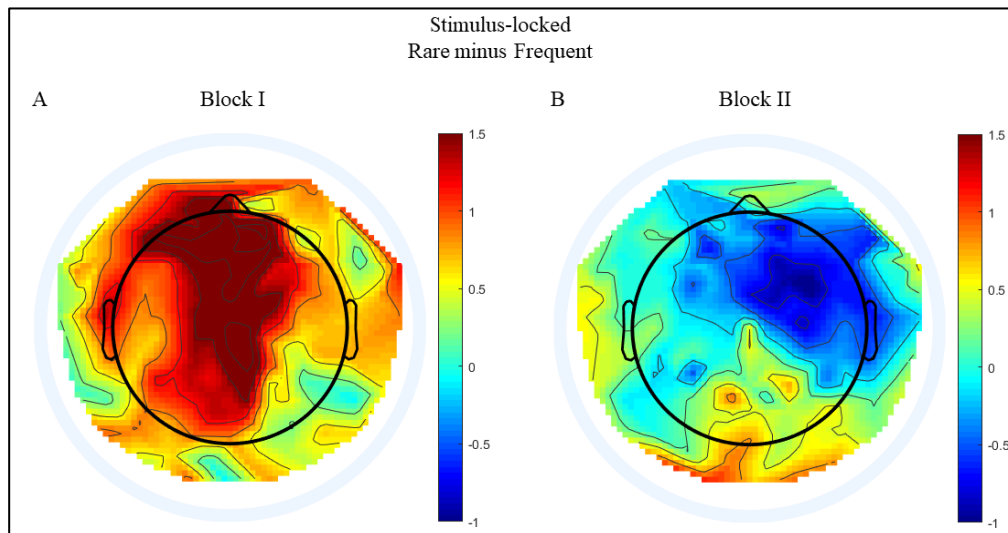 Stimulus-locked
Rare minus Frequent
A
Block I
B
Block II
1.5
1
0.5
0
-0.5
-1
1.5
1
0.5
0
-0.5
-1